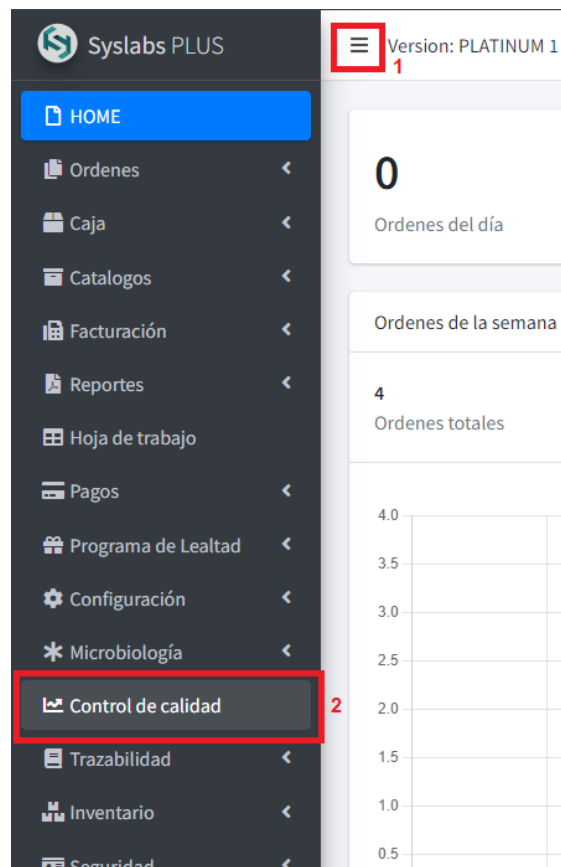 Syslabs PLUS
Version: PLATINUM 1
1
HOME
Ordenes
Caja
Catalogos
Facturación
Reportes
Hoja de trabajo
Pagos
Programa de Lealtad
Configuración
Microbiología
Control de calidad
2
Trazabilidad
Inventario
Seguridad
0
Ordenes del día
Ordenes de la semana
4
Ordenes totales
4.0
3.5
3.0
2.5
2.0
1.5
1.0
0.5